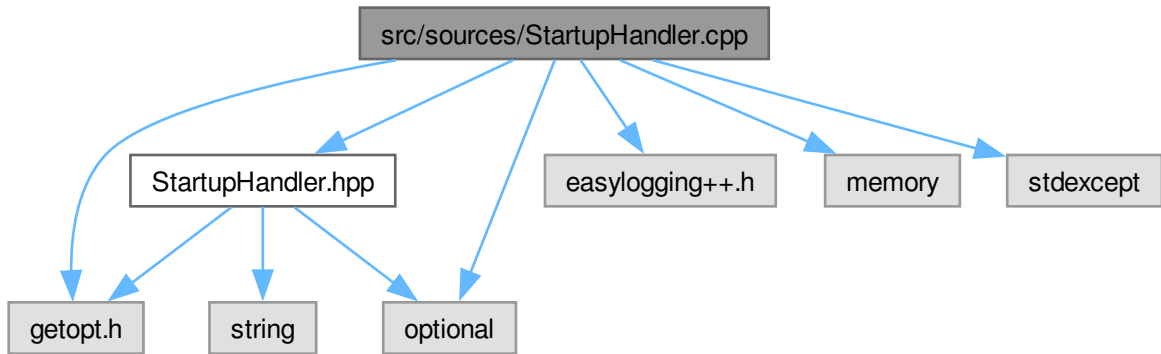 src/sources/StartupHandler.cpp
StartupHandler.hpp
easylogging++.h
memory
stdexcept
getopt.h
string
optional